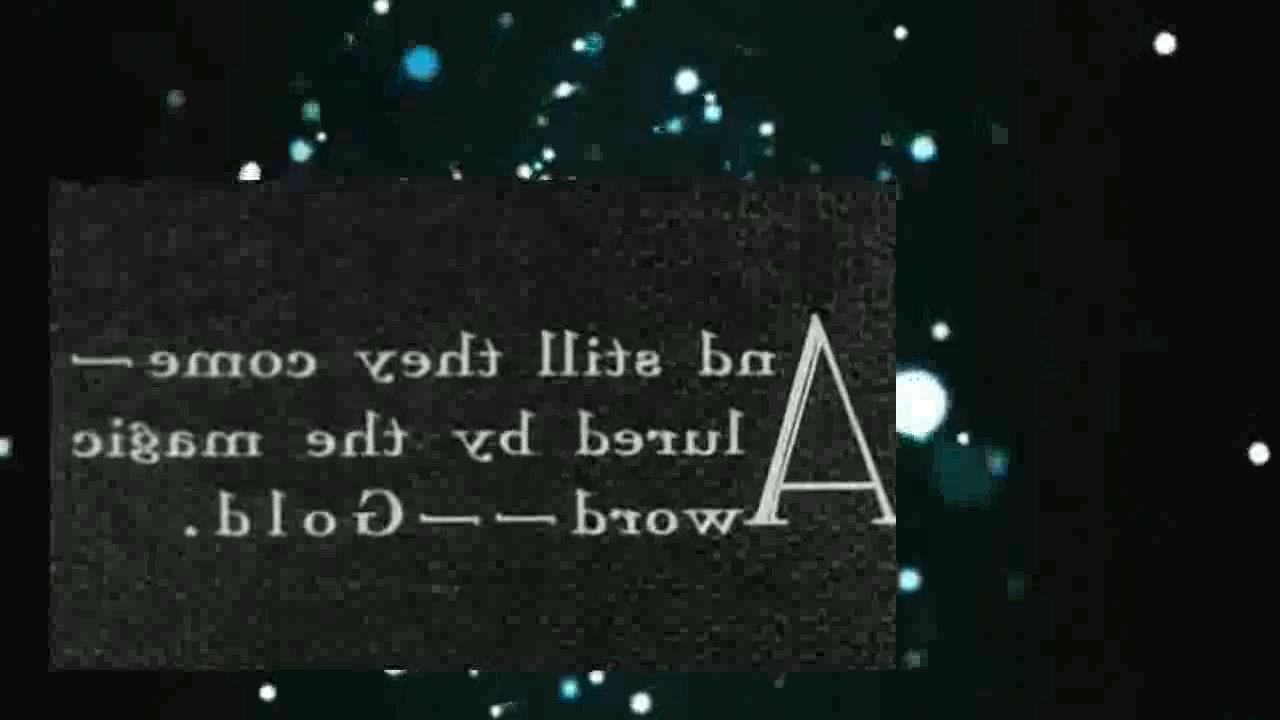 And still they come—
lured by the magic
word——Gold.